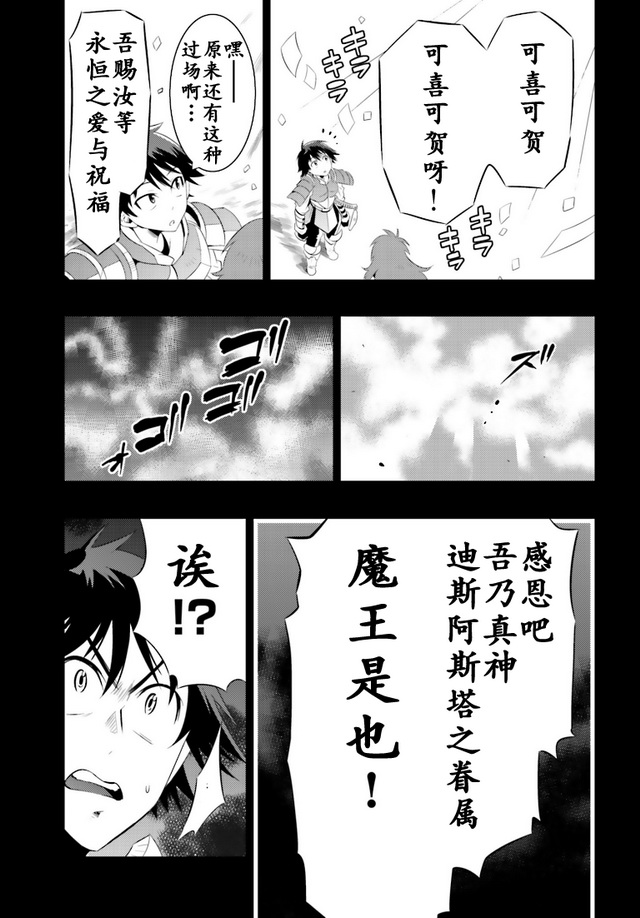 可喜可贺
可喜可贺呀！
キラ
キラ
キラ
キラ
嘿——
原来还有这种
过场啊…
吾赐汝等
永恒之爱与祝福
ズ
ゴゴ
ゴゴ
ォ
感恩吧
吾乃真神
迪斯阿斯塔之眷属
魔王是也！
诶!?